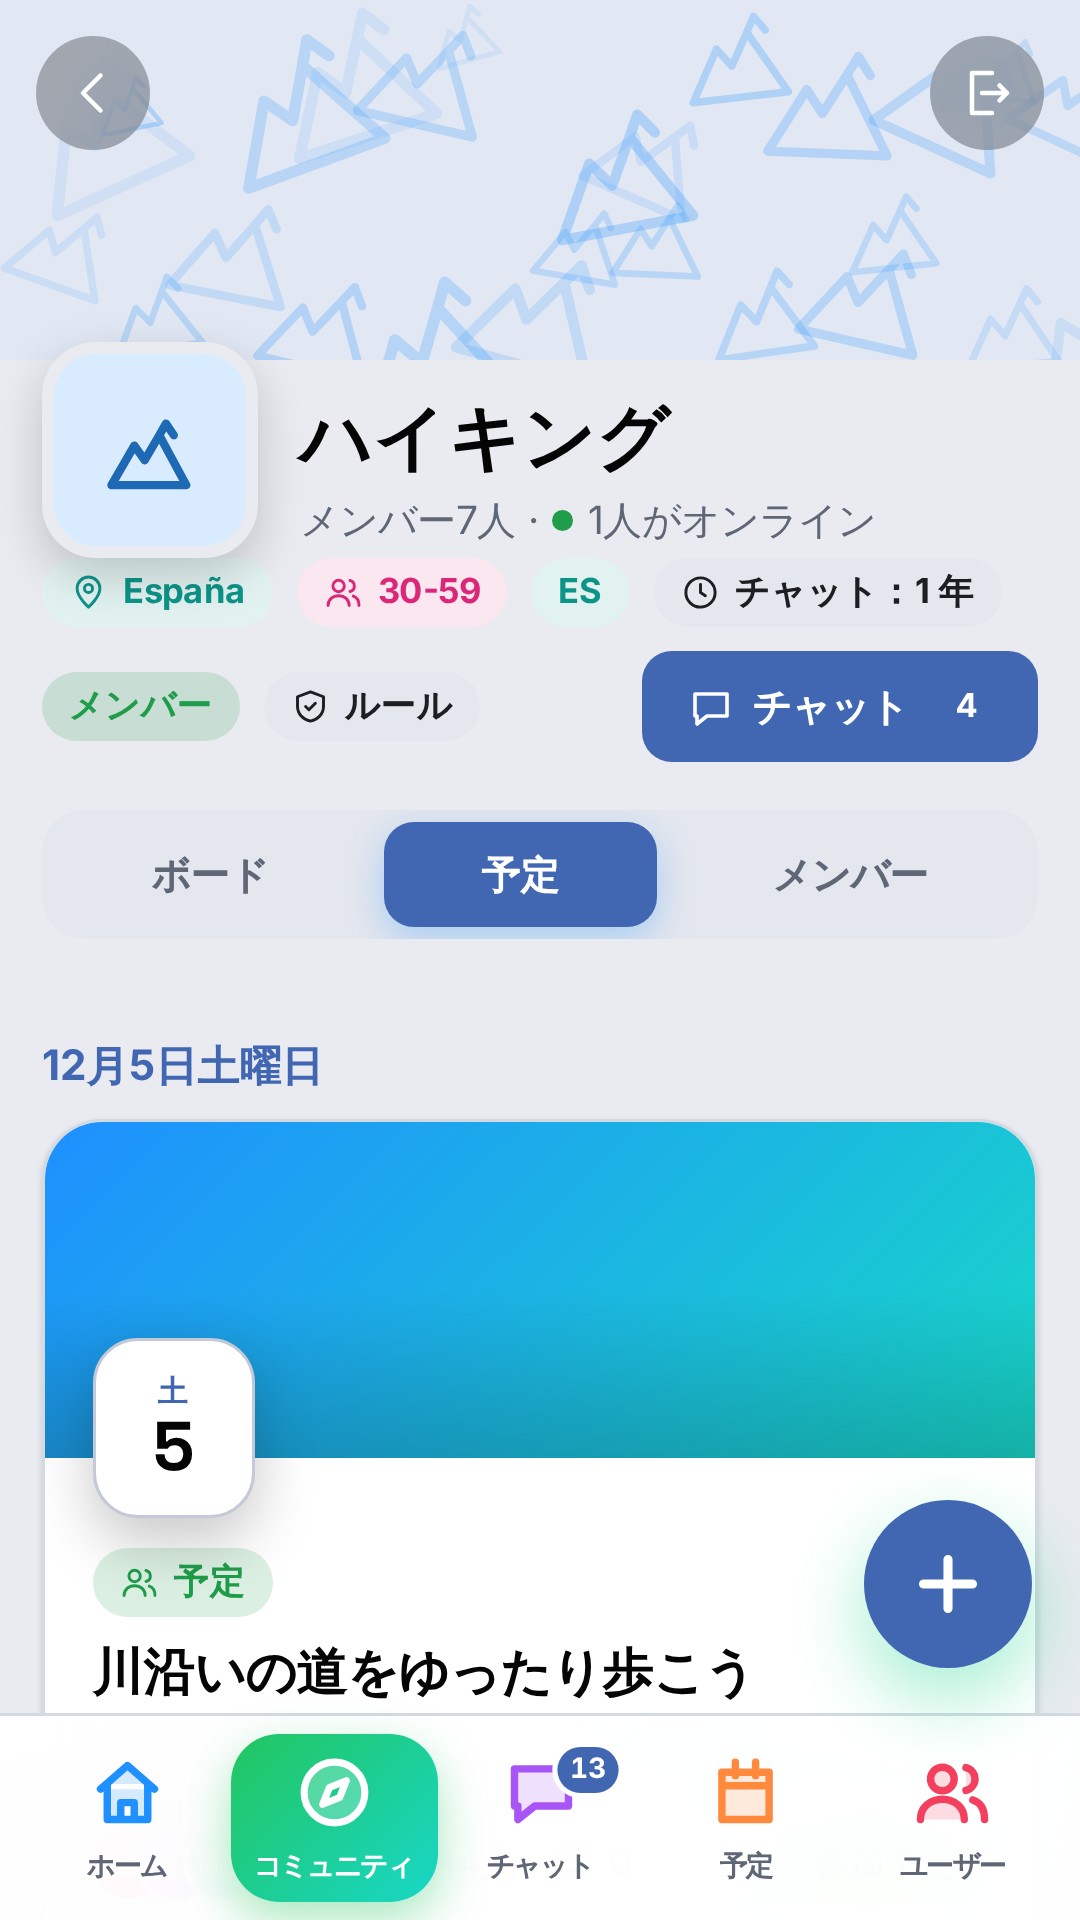 ハイキング
メンバー7人 · 1人がオンライン
España 30-59 ES チャット：1 年
メンバー ルール チャット 4
ボード 予定 メンバー
12月5日土曜日
土
5
予定
川沿いの道をゆったり歩こう
13
ホーム コミュニティ チャット 予定 ユーザー